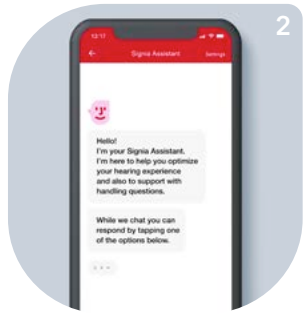 2
12:17
Signia Assistant
Settings
Hello!
I'm your Signia Assistant.
I'm here to help you optimize
your hearing experience
and also to support with
handling questions.
While we chat you can
respond by tapping one
of the options below.